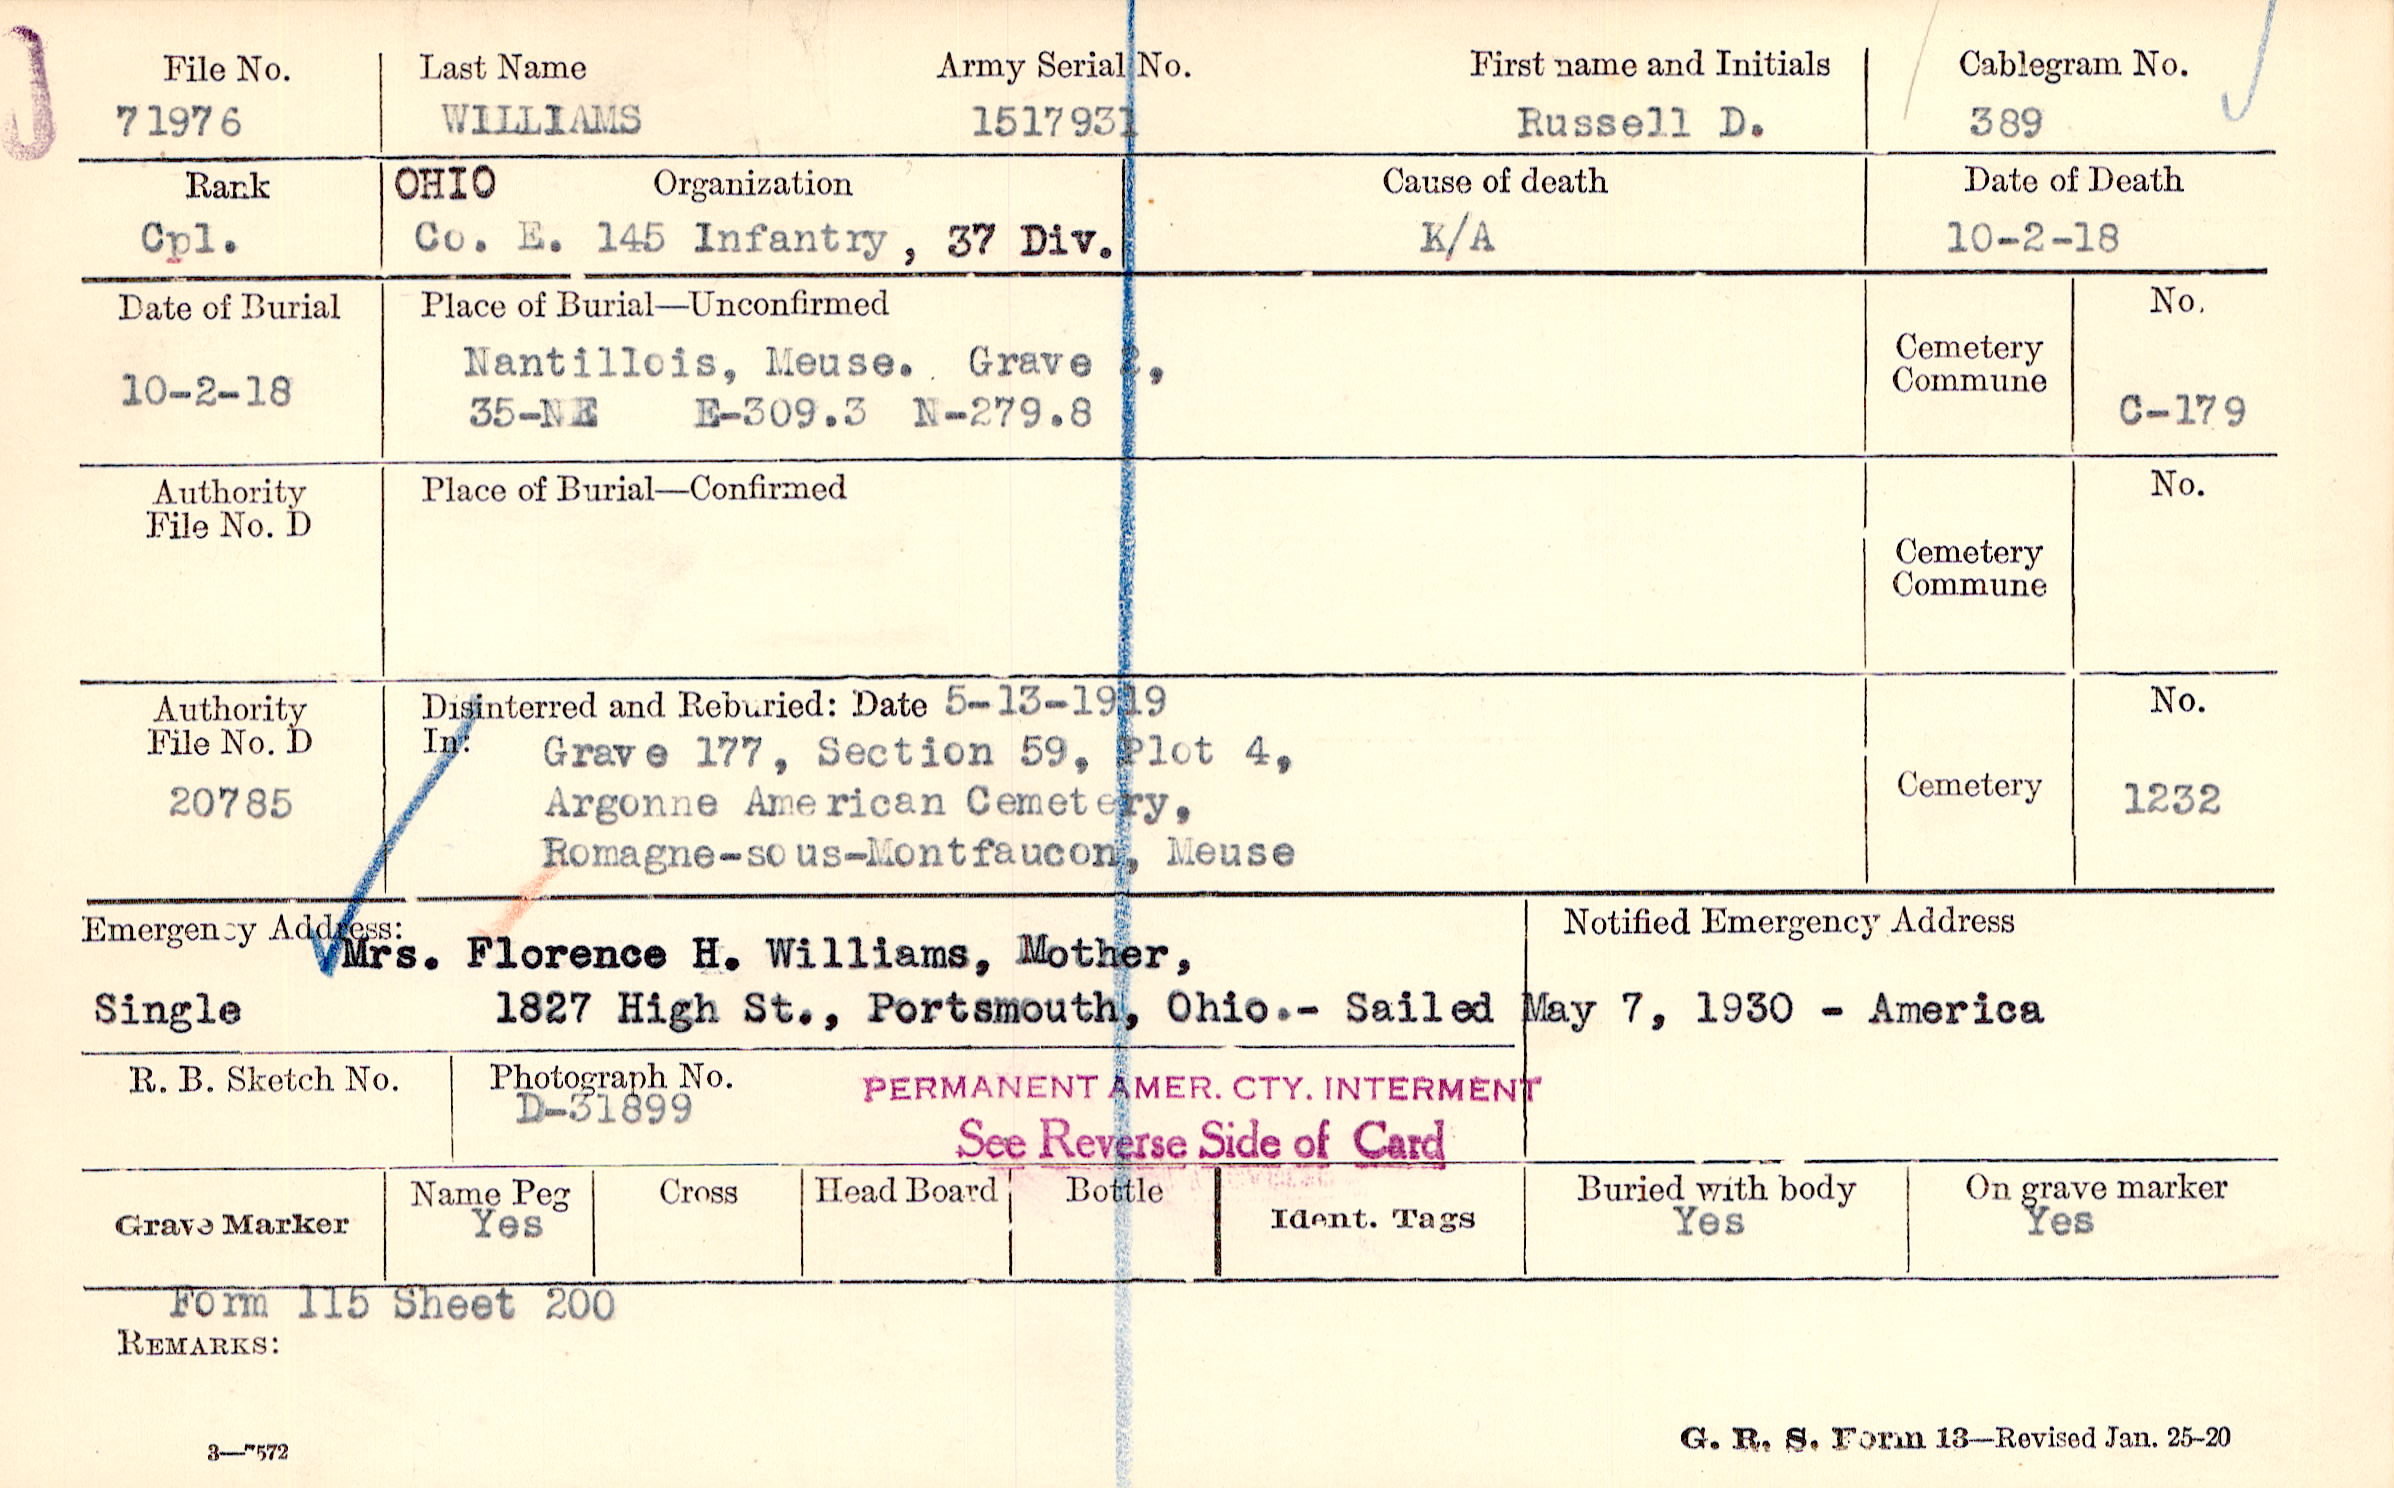 File No. Last Name Army Serial No. First name and Initials Cablegram No.
71976 WILLIAMS 1517931 Russell D. 389
Rank OHIO Organization Cause of death Date of Death
Cpl. Co. E. 145 Infantry, 37 Div. K/A 10-2-18
Date of Burial Place of Burial—Unconfirmed No.
10-2-18 Nantillois, Meuse. Grave 2, Cemetery
35-NE E-309.3 N-279.8 Commune C-179
Authority Place of Burial—Confirmed No.
File No. D
Cemetery
Commune
Authority Disinterred and Reburied: Date 5-13-1919 No.
File No. D In: Grave 177, Section 59, Plot 4,
20785 Argonne American Cemetery, Cemetery 1232
Romagne-sous-Montfaucon, Meuse
Emergency Address: Notified Emergency Address
Mrs. Florence H. Williams, Mother,
Single 1827 High St., Portsmouth, Ohio.- Sailed May 7, 1930 - America
R. B. Sketch No. Photograph No. PERMANENT AMER. CTY. INTERMENT
D-31899 See Reverse Side of Card
Grave Marker Name Peg Cross Head Board Bottle Ident. Tags Buried with body On grave marker
Yes Yes Yes
Form 115 Sheet 200
REMARKS:
G. R. S. Form 13—Revised Jan. 25-20